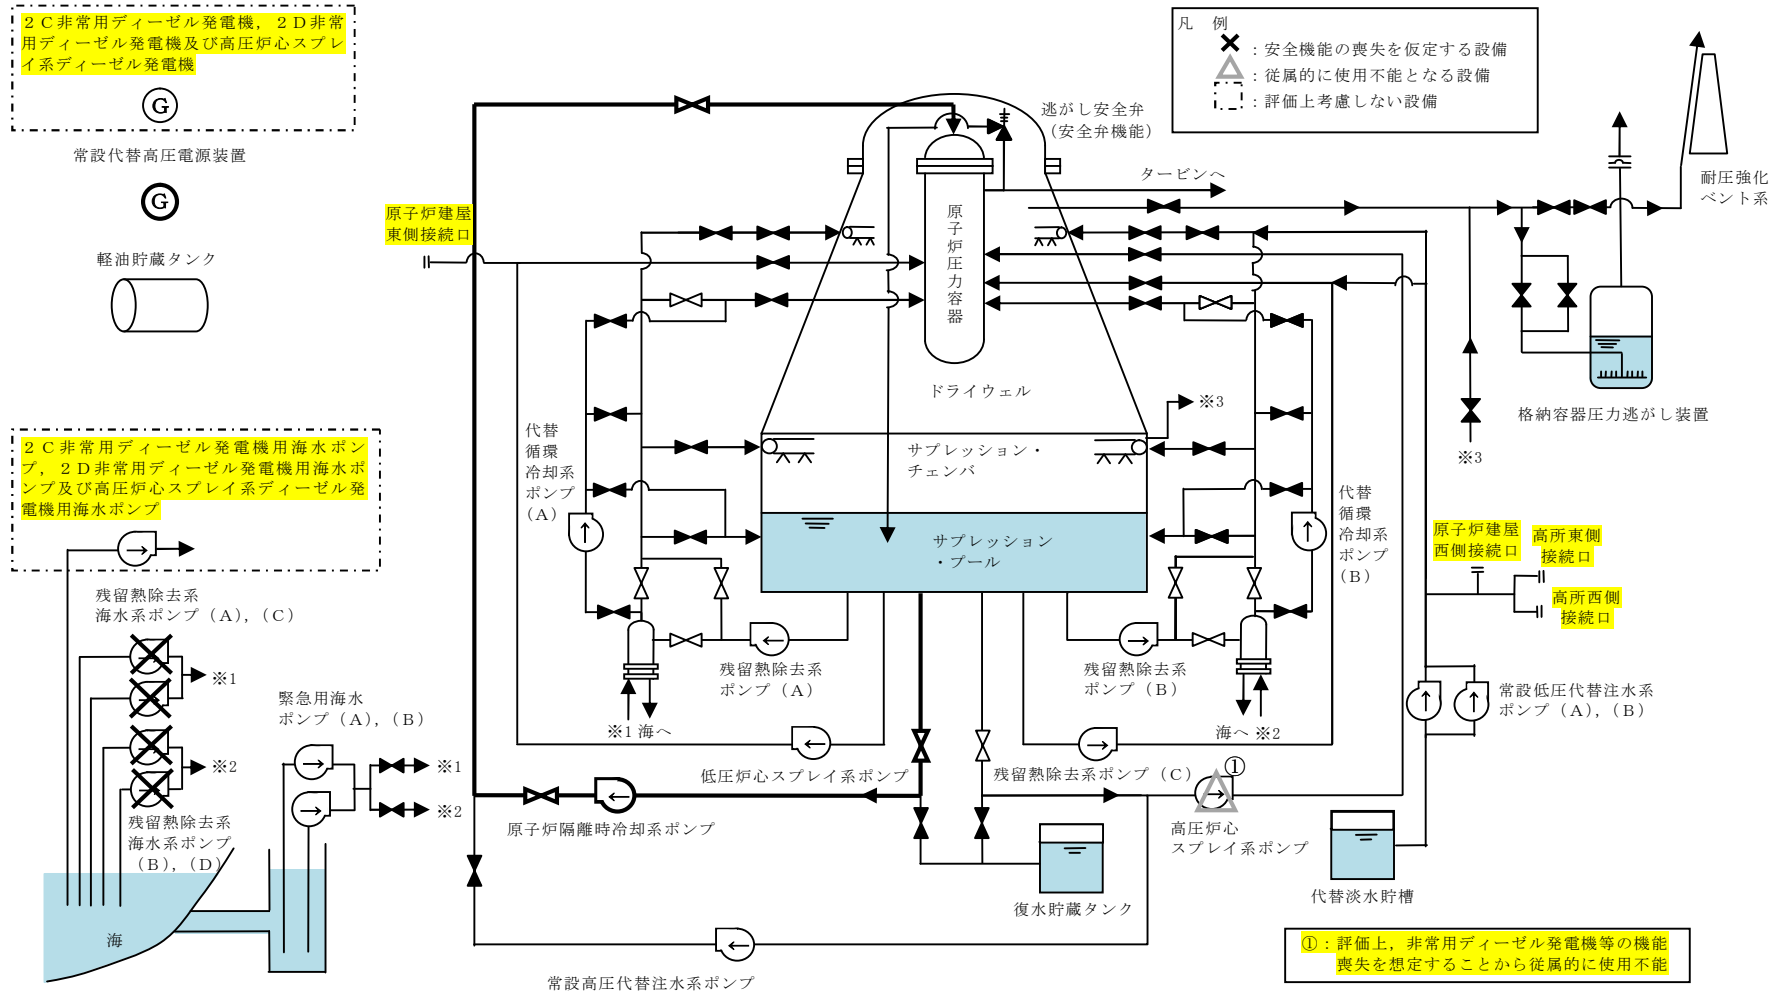 ２Ｃ非常用ディーゼル発電機，２Ｄ非常
用ディーゼル発電機及び高圧炉心スプレ
イ系ディーゼル発電機
G
常設代替高圧電源装置
G
軽油貯蔵タンク
２Ｃ非常用ディーゼル発電機用海水ポン
プ，２Ｄ非常用ディーゼル発電機用海水ポ
ンプ及び高圧炉心スプレイ系ディーゼル発
電機用海水ポンプ
残留熱除去系
海水系ポンプ（Ａ），（Ｃ）
※1
※2
残留熱除去系
海水系ポンプ
（Ｂ），（Ｄ）
海
緊急用海水
ポンプ（Ａ），（Ｂ）
※1
※2
原子炉建屋
東側接続口
凡　例
：安全機能の喪失を仮定する設備
：従属的に使用不能となる設備
：評価上考慮しない設備
逃がし安全弁
（安全弁機能）
タービンへ
原子炉圧力容器
ドライウェル
サプレッション・
チェンバ
サプレッション
・プール
※3
代替
循環
冷却系
ポンプ
（Ａ）
代替
循環
冷却系
ポンプ
（Ｂ）
残留熱除去系
ポンプ（Ａ）
残留熱除去系
ポンプ（Ｂ）
※1 海へ
海へ ※2
低圧炉心スプレイ系ポンプ
残留熱除去系ポンプ（Ｃ）
①
原子炉隔離時冷却系ポンプ
高圧炉心
スプレイ系ポンプ
復水貯蔵タンク
常設高圧代替注水系ポンプ
耐圧強化
ベント系
格納容器圧力逃がし装置
※3
原子炉建屋
西側接続口
高所東側
接続口
高所西側
接続口
常設低圧代替注水系
ポンプ（Ａ），（Ｂ）
代替淡水貯槽
①：評価上，非常用ディーゼル発電機等の機能
喪失を想定することから従属的に使用不能